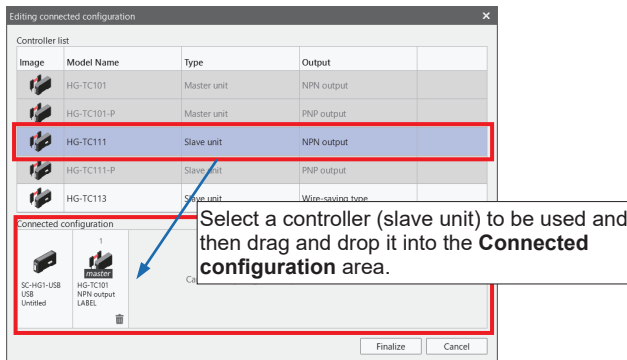 Editing connected configuration
Controller list
Image Model Name Type Output
HG-TC101 Master unit NPN output
HG-TC101-P Master unit PNP output
HG-TC111 Slave unit NPN output
HG-TC111-P Slave unit PNP output
HG-TC113 Slave unit Wire-saving type
Connected configuration
Select a controller (slave unit) to be used and
then drag and drop it into the Connected
configuration area.
1
master
SC-HG1-USB
USB
Untitled
HG-TC101
NPN output
LABEL
Finalize Cancel